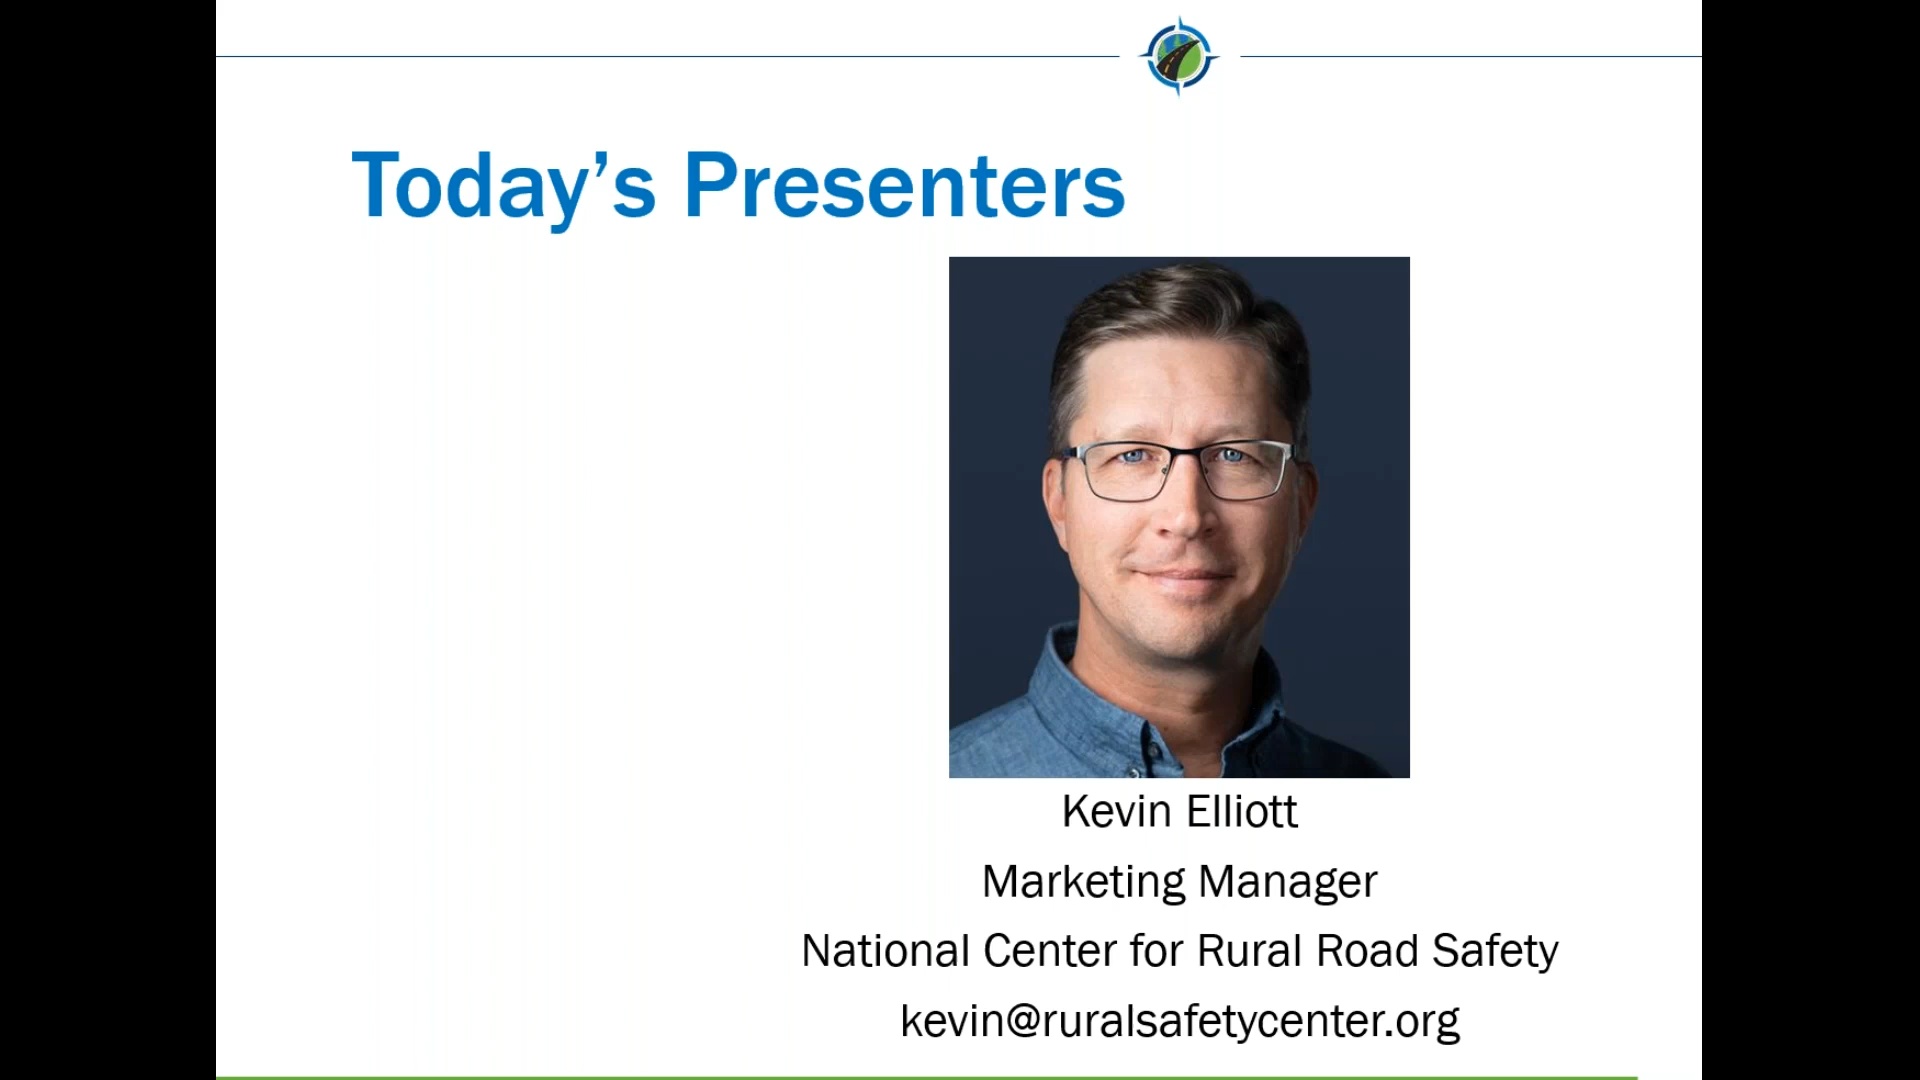 Today’s Presenters
Kevin Elliott
Marketing Manager
National Center for Rural Road Safety
kevin@ruralsafetycenter.org